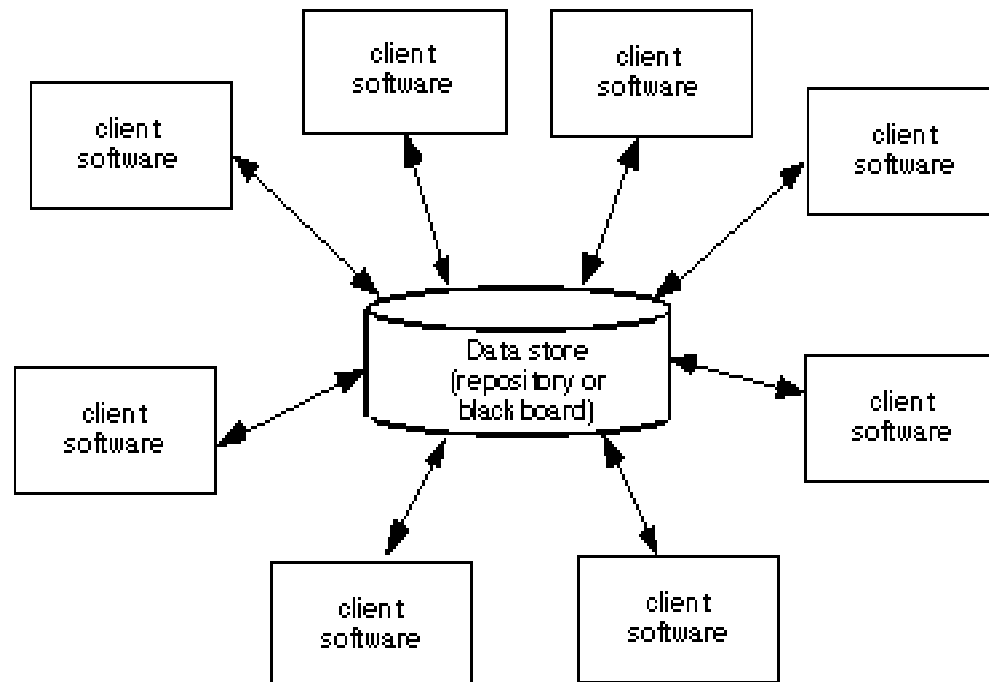 client
software
client
software
client
software
client
software
Data store
(repository or
blackboard)
client
software
client
software
client
software
client
software